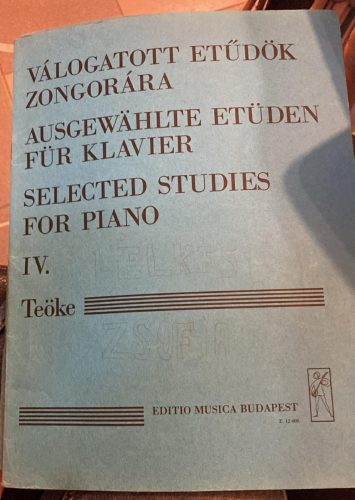 VÁLOGATOTT ETŰDÖK
ZONGORÁRA
AUSGEWÄHLTE ETÜDEN
FÜR KLAVIER
SELECTED STUDIES
FOR PIANO
IV.
Teöke
EDITIO MUSICA BUDAPEST